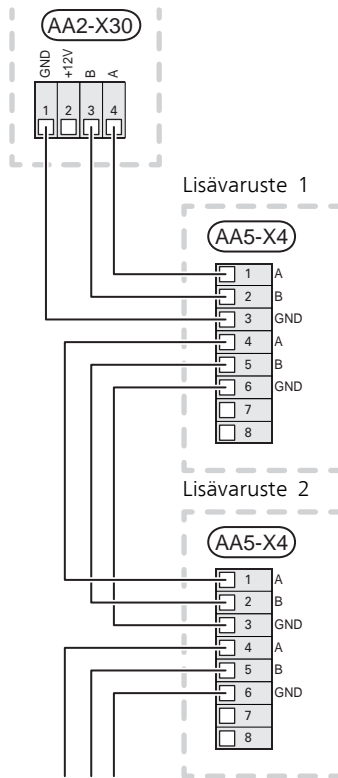 AA2-X30
GND +12V B A
1 2 3 4
Lisävaruste 1
AA5-X4
1 A
2 B
3 GND
4 A
5 B
6 GND
7
8
Lisävaruste 2
AA5-X4
1 A
2 B
3 GND
4 A
5 B
6 GND
7
8